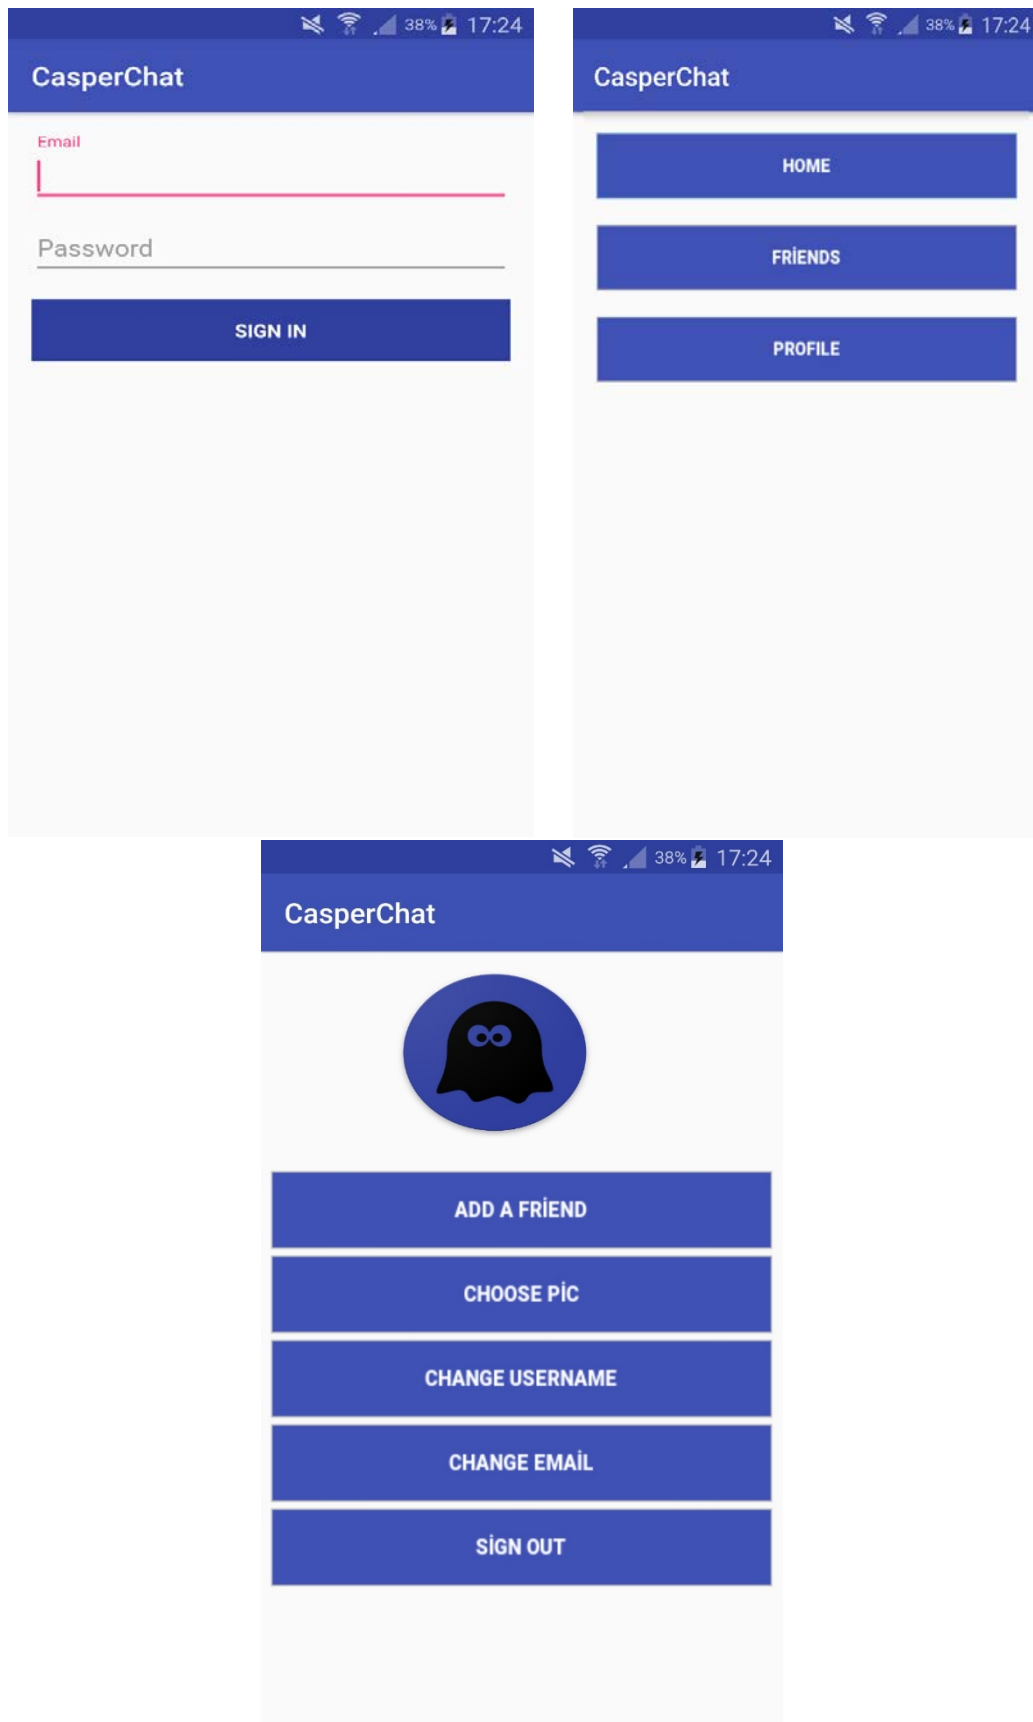 38% 17:24
CasperChat
Email
Password
SIGN IN
38% 17:24
CasperChat
HOME
FRİENDS
PROFILE
38% 17:24
CasperChat
ADD A FRİEND
CHOOSE PİC
CHANGE USERNAME
CHANGE EMAİL
SİGN OUT